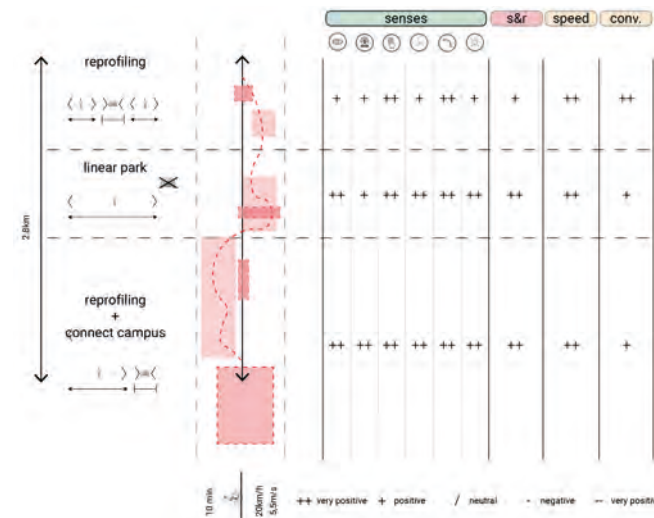 senses s&r speed conv.
reprofiling
+ + ++ + ++ + + ++ ++
linear park
++ + ++ ++ ++ ++ ++ ++ +
2.8km
reprofiling
+
connect campus
++ ++ ++ ++ ++ ++ ++ ++ +
10 min.
20km/h
5,5m/s
++ very positive + positive / neutral - negative -- very positi